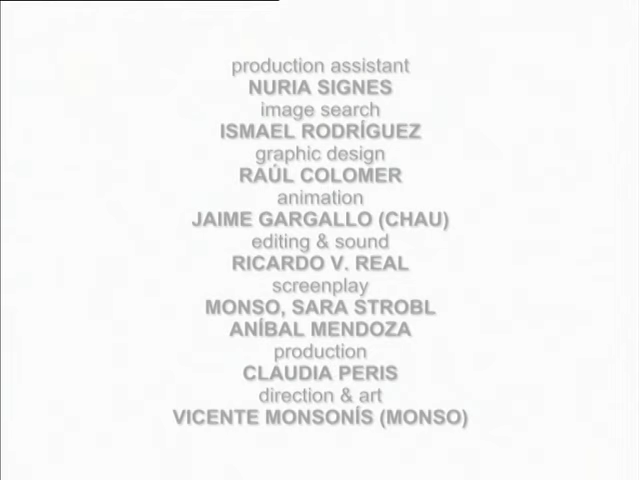 production assistant
NURIA SIGNES
image search
ISMAEL RODRÍGUEZ
graphic design
RAÚL COLOMER
animation
JAIME GARGALLO (CHAU)
editing & sound
RICARDO V. REAL
screenplay
MONSO, SARA STROBL
ANÍBAL MENDOZA
production
CLAUDIA PERIS
direction & art
VICENTE MONSONÍS (MONSO)